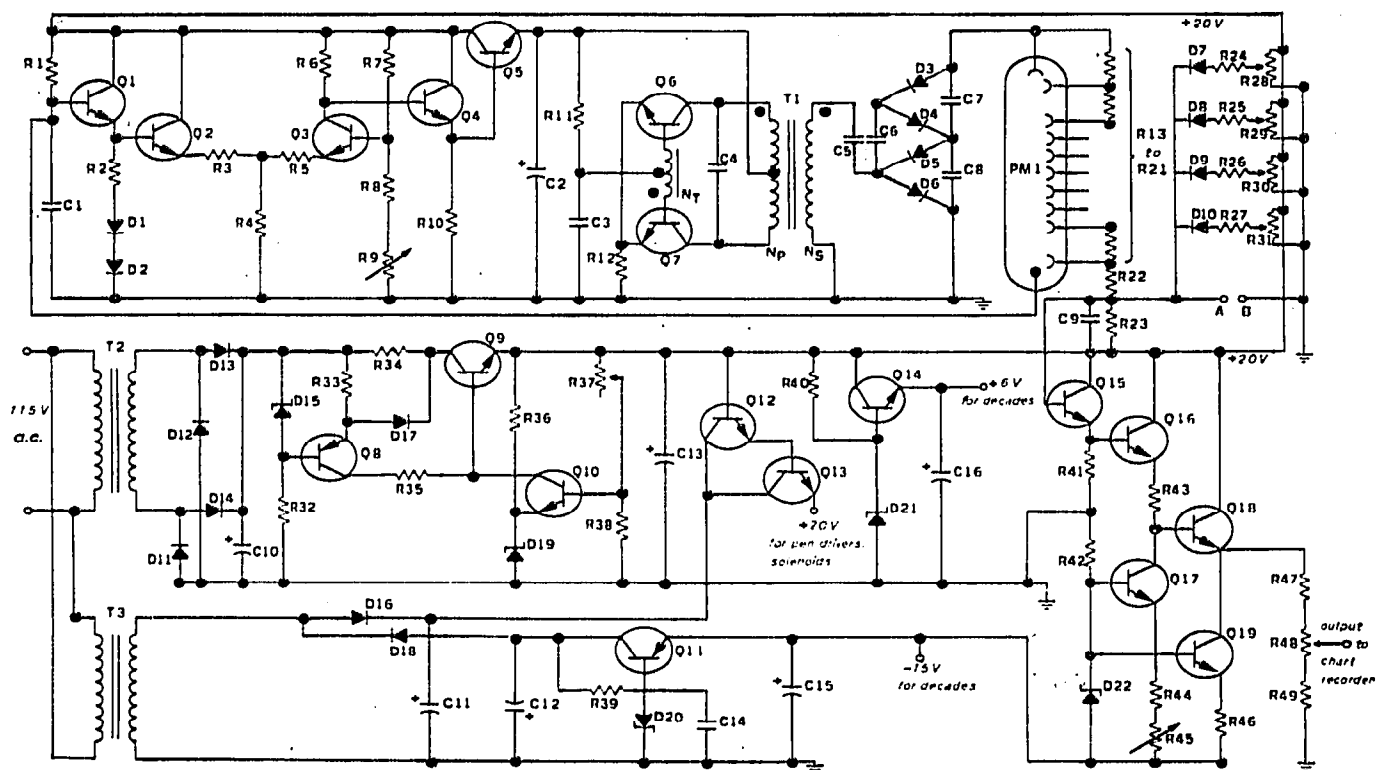 +20V
R1
Q1
R2
D1
D2
C1
Q2
R3
R4
R5
Q3
R6
R7
R8
R9
Q4
R10
Q5
C2
R11
C3
Q6
Q7
R12
NT
C4
T1
NP
NS
C5
C6
D3
D4
D5
D6
C7
C8
PM1
R13
to
R21
R22
R23
C9
D7
R24
R28
D8
R25
R29
D9
R26
R30
D10
R27
R31
A
B
115V
a.c.
T2
D13
D12
D14
D11
C10
D15
R32
R33
R34
D17
Q8
R35
Q9
R36
D19
Q10
R37
R38
C13
Q12
Q13
+20V
for pen drivers,
solenoids
R40
Q14
D21
+6V
for decades
C16
+20V
Q15
Q16
R41
R42
R43
Q17
Q18
Q19
D22
R44
R45
R46
R47
R48
R49
output
to
chart
recorder
T3
D16
D18
C11
C12
R39
Q11
D20
C14
C15
-15V
for decades